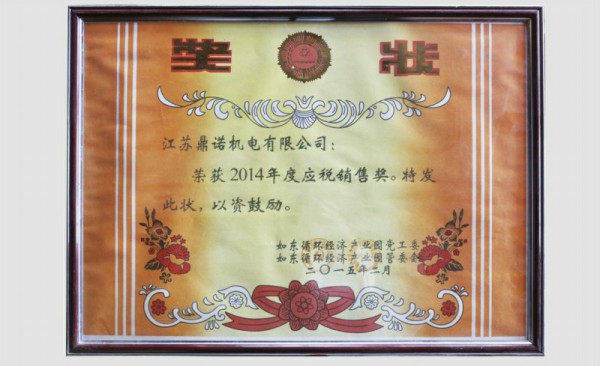 奖 状
江苏鼎诺机电有限公司：
荣获2014年度应税销售奖。特发
此状，以资鼓励。
如东循环经济产业园党工委
如东循环经济产业园管委会
二〇一五年二月